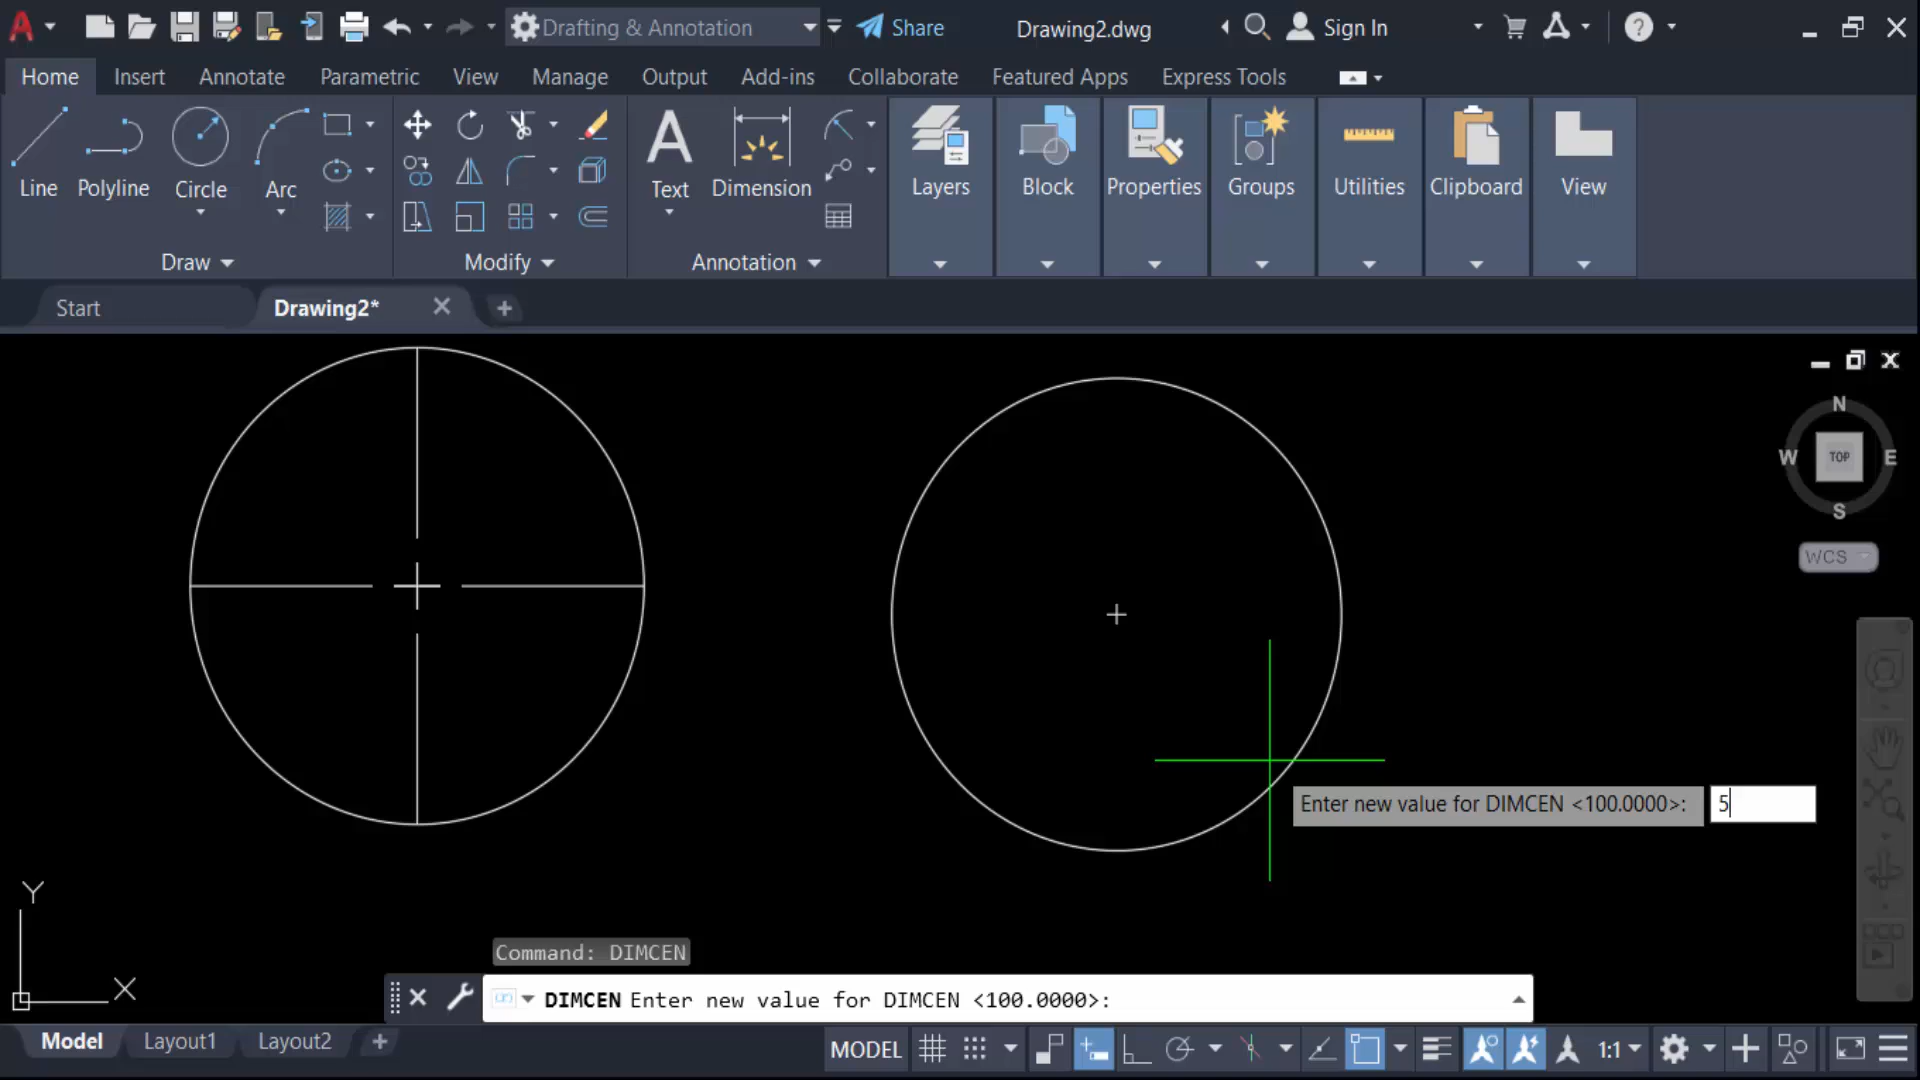 Drafting & Annotation
Share
Drawing2.dwg
Sign In
Home
Insert
Annotate
Parametric
View
Manage
Output
Add-ins
Collaborate
Featured Apps
Express Tools
Line
Polyline
Circle
Arc
Text
Dimension
Layers
Block
Properties
Groups
Utilities
Clipboard
View
Draw
Modify
Annotation
Start
Drawing2*
N
W
TOP
E
S
WCS
Enter new value for DIMCEN <100.0000>:
5
Y
X
Command: DIMCEN
DIMCEN Enter new value for DIMCEN <100.0000>:
Model
Layout1
Layout2
MODEL
1:1